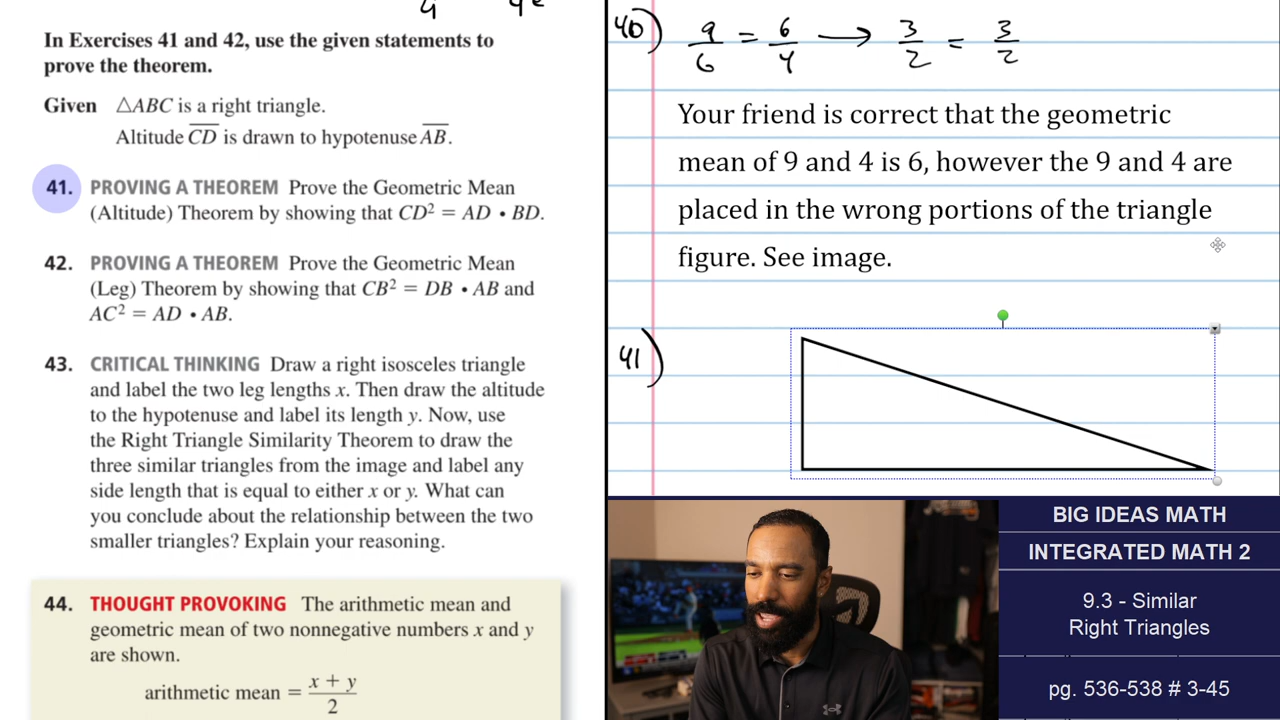 In Exercises 41 and 42, use the given statements to
prove the theorem.
Given △ABC is a right triangle.
Altitude C̅D̅ is drawn to hypotenuse A̅B̅.
41. PROVING A THEOREM Prove the Geometric Mean
(Altitude) Theorem by showing that CD² = AD • BD.
42. PROVING A THEOREM Prove the Geometric Mean
(Leg) Theorem by showing that CB² = DB • AB and
AC² = AD • AB.
43. CRITICAL THINKING Draw a right isosceles triangle
and label the two leg lengths x. Then draw the altitude
to the hypotenuse and label its length y. Now, use
the Right Triangle Similarity Theorem to draw the
three similar triangles from the image and label any
side length that is equal to either x or y. What can
you conclude about the relationship between the two
smaller triangles? Explain your reasoning.
44. THOUGHT PROVOKING The arithmetic mean and
geometric mean of two nonnegative numbers x and y
are shown.
arithmetic mean = x + y / 2
40) 9/6 = 6/4 → 3/2 = 3/2
Your friend is correct that the geometric
mean of 9 and 4 is 6, however the 9 and 4 are
placed in the wrong portions of the triangle
figure. See image.
41)
BIG IDEAS MATH
INTEGRATED MATH 2
9.3 - Similar
Right Triangles
pg. 536-538 # 3-45